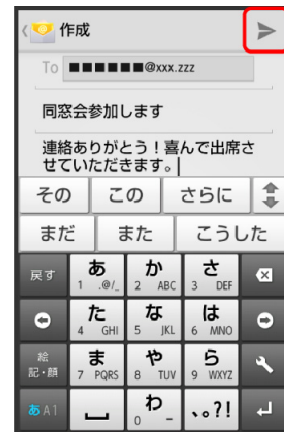 作成
To ■■■■■■@xxx.zzz
同窓会参加します
連絡ありがとう！喜んで出席さ
せていただきます。
その この さらに
まだ また こうした
戻す あ 1 .@/_ か 2 ABC さ 3 DEF
た 4 GHI な 5 JKL は 6 MNO
絵
記・顔 ま 7 PQRS や 8 TUV ら 9 WXYZ
あA1 わ 0 _ 、。?!